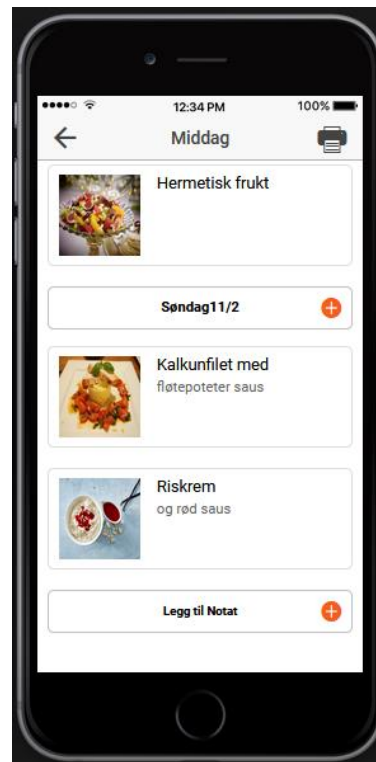 12:34 PM 100%
Middag
Hermetisk frukt
Søndag11/2
Kalkunfilet med
fløtepoteter saus
Riskrem
og rød saus
Legg til Notat